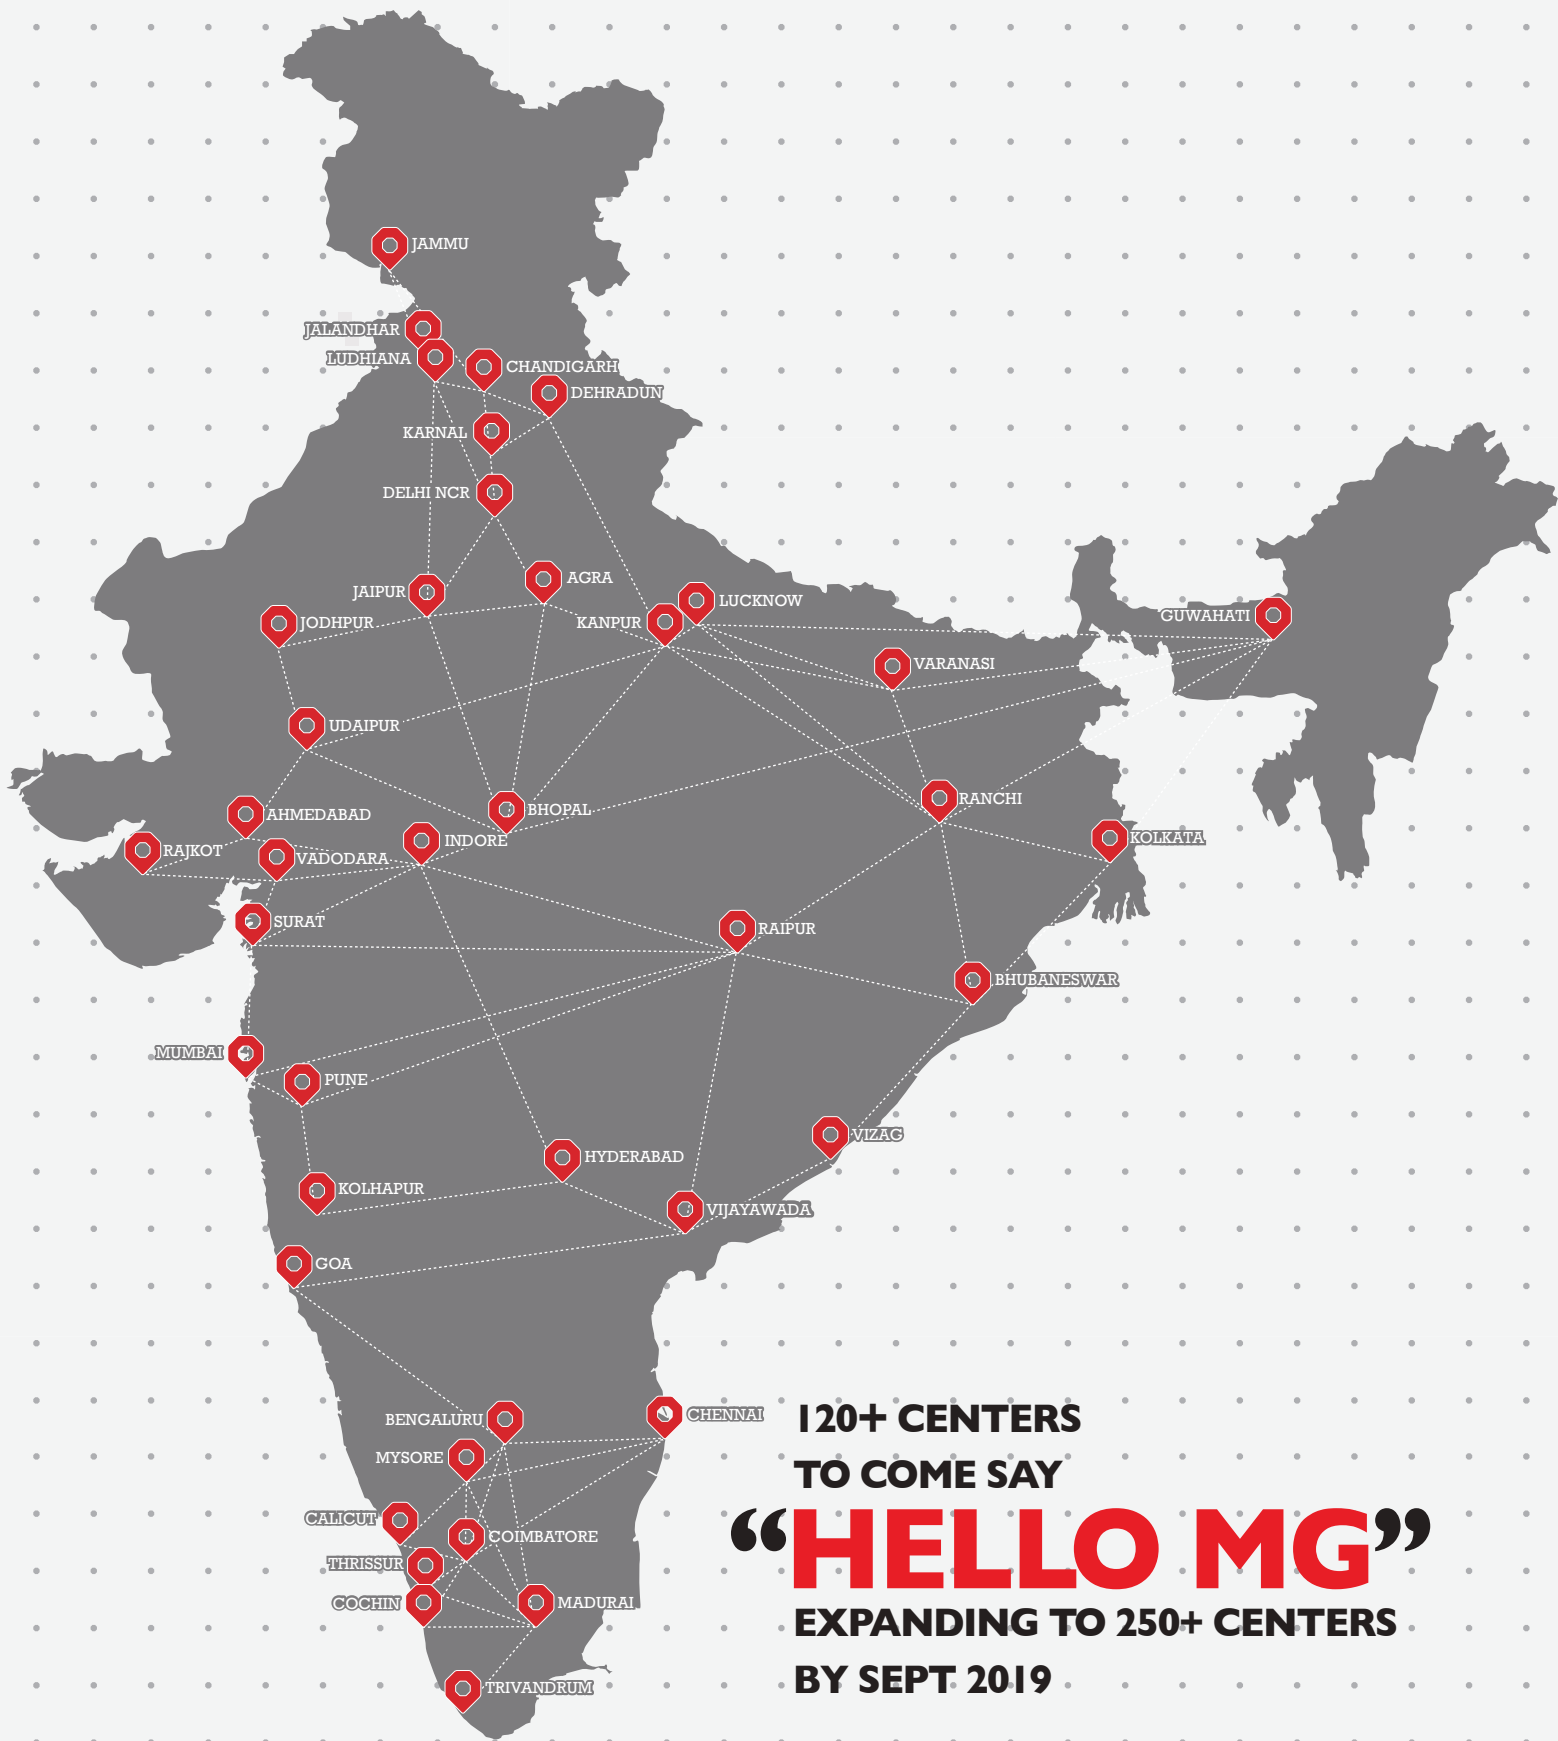 JAMMU
JALANDHAR
LUDHIANA
CHANDIGARH
DEHRADUN
KARNAL
DELHI NCR
AGRA
JAIPUR
LUCKNOW
JODHPUR
KANPUR
GUWAHATI
VARANASI
UDAIPUR
RANCHI
BHOPAL
AHMEDABAD
KOLKATA
INDORE
RAJKOT
VADODARA
SURAT
RAIPUR
BHUBANESWAR
MUMBAI
PUNE
VIZAG
HYDERABAD
KOLHAPUR
VIJAYAWADA
GOA
BENGALURU
CHENNAI
MYSORE
CALICUT
COIMBATORE
THRISSUR
COCHIN
MADURAI
TRIVANDRUM
120+ CENTERS
TO COME SAY
“HELLO MG”
EXPANDING TO 250+ CENTERS
BY SEPT 2019